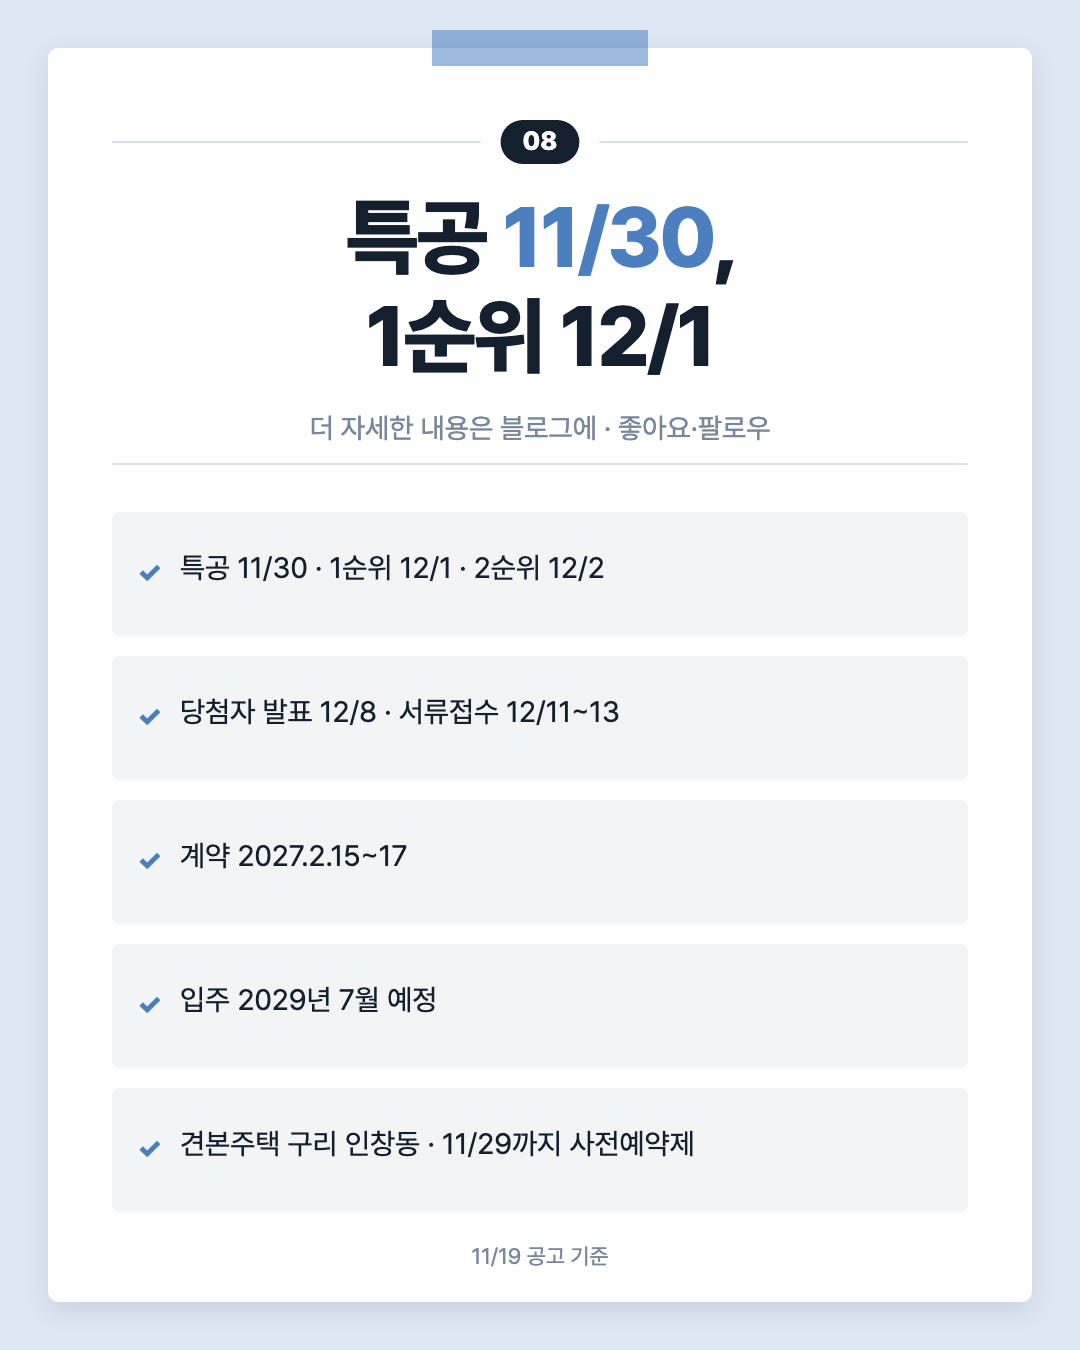 08
특공 11/30,
1순위 12/1
더 자세한 내용은 블로그에 · 좋아요·팔로우
특공 11/30 · 1순위 12/1 · 2순위 12/2
당첨자 발표 12/8 · 서류접수 12/11~13
계약 2027.2.15~17
입주 2029년 7월 예정
견본주택 구리 인창동 · 11/29까지 사전예약제
11/19 공고 기준